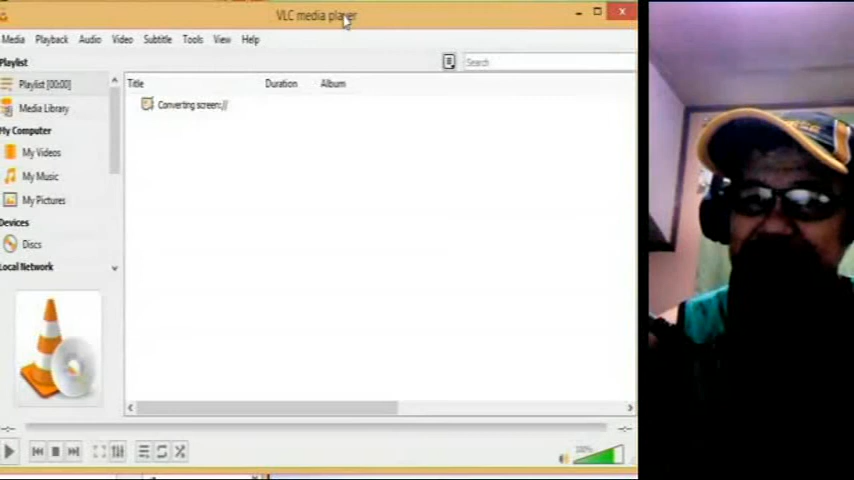 VLC media player
Media Playback Audio Video Subtitle Tools View Help
Playlist
Search
Playlist [00:00]
Title Duration Album
Converting screen://
Media Library
My Computer
My Videos
My Music
My Pictures
Devices
Discs
Local Network
100%